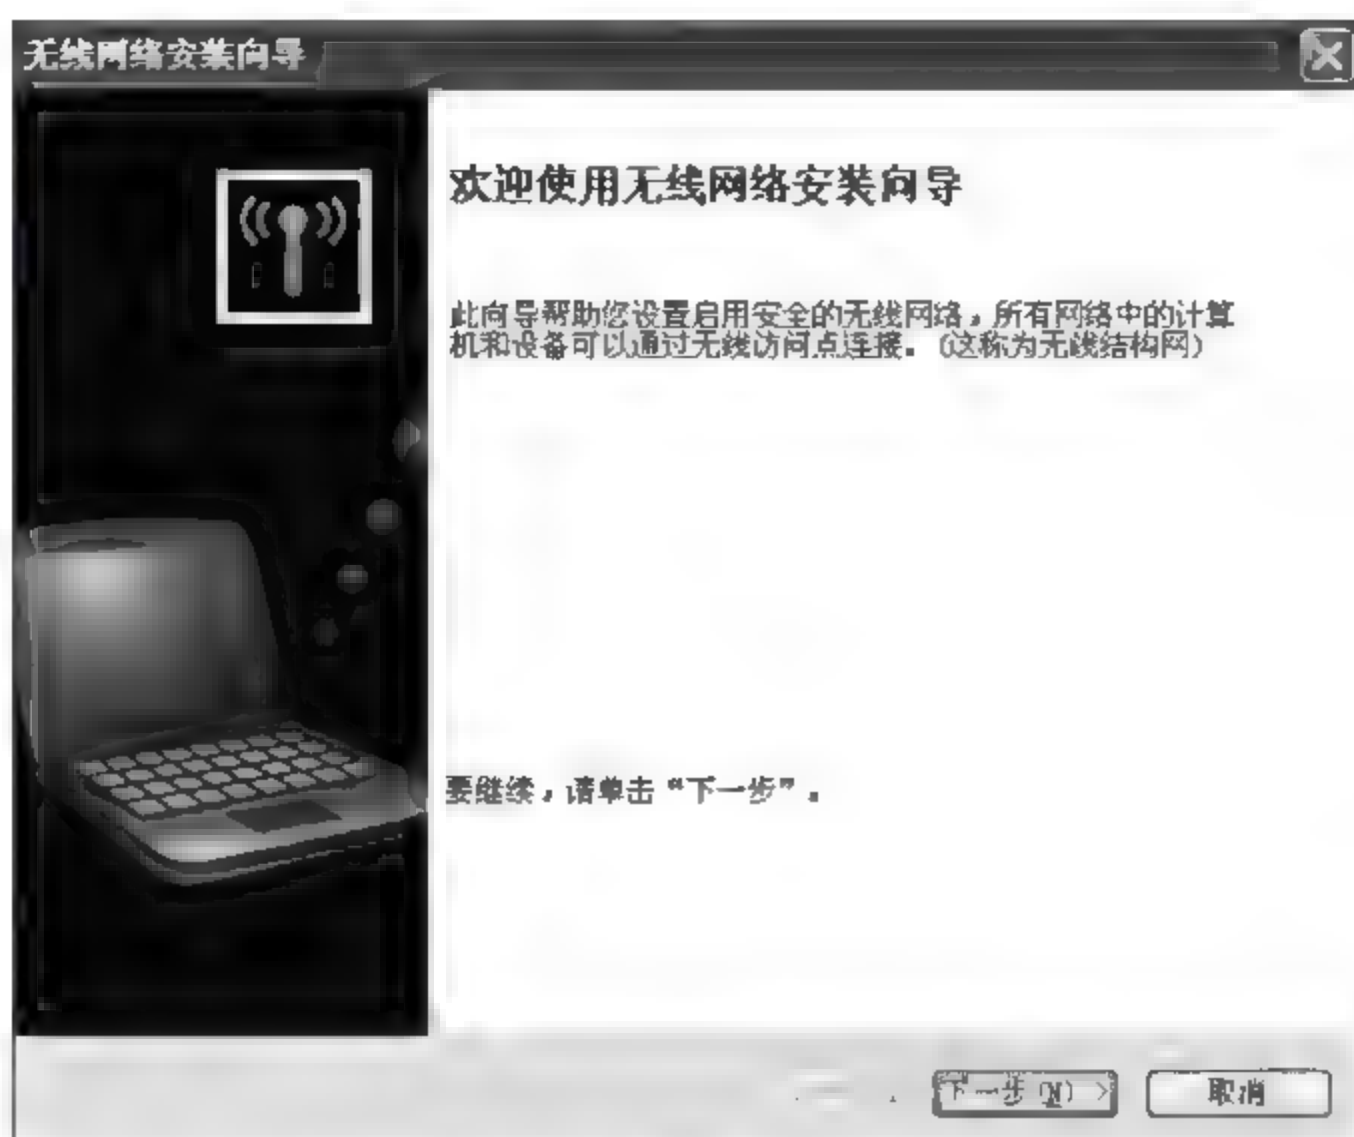 无线网络安装向导
欢迎使用无线网络安装向导
此向导帮助您设置启用安全的无线网络，所有网络中的计算
机和设备可以通过无线访问点连接。(这称为无线结构网)
要继续，请单击“下一步”。
下一步(N) >
取消